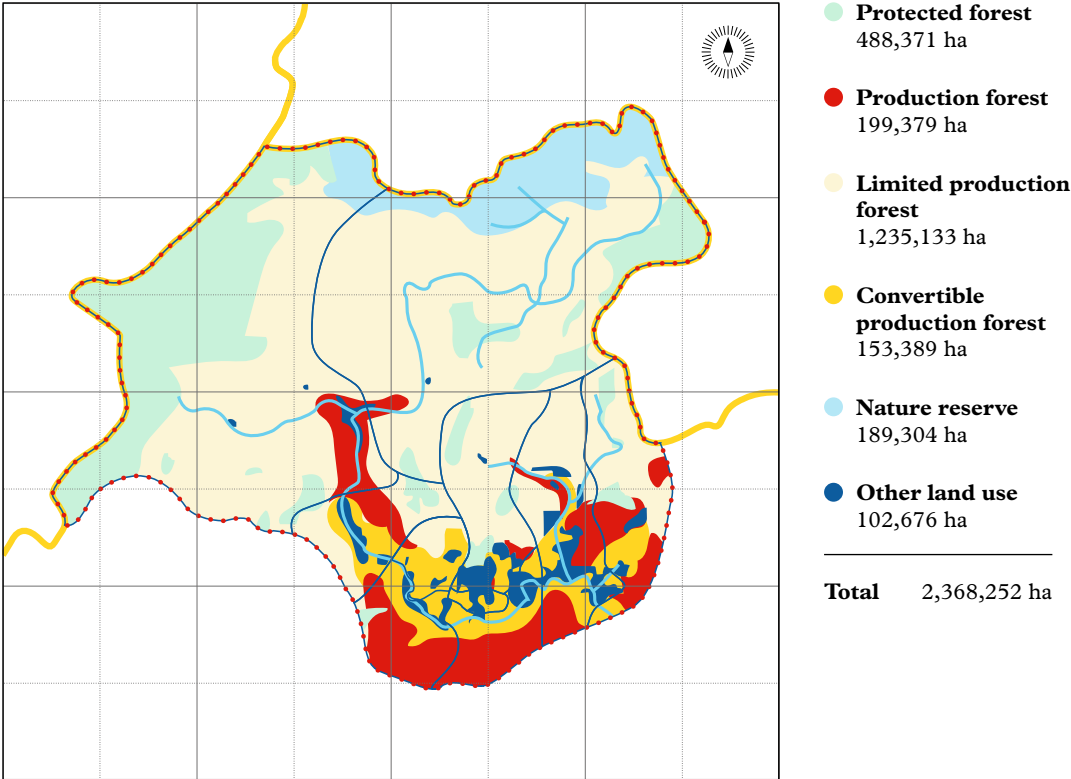 Protected forest
488,371 ha
Production forest
199,379 ha
Limited production
forest
1,235,133 ha
Convertible
production forest
153,389 ha
Nature reserve
189,304 ha
Other land use
102,676 ha
Total 2,368,252 ha